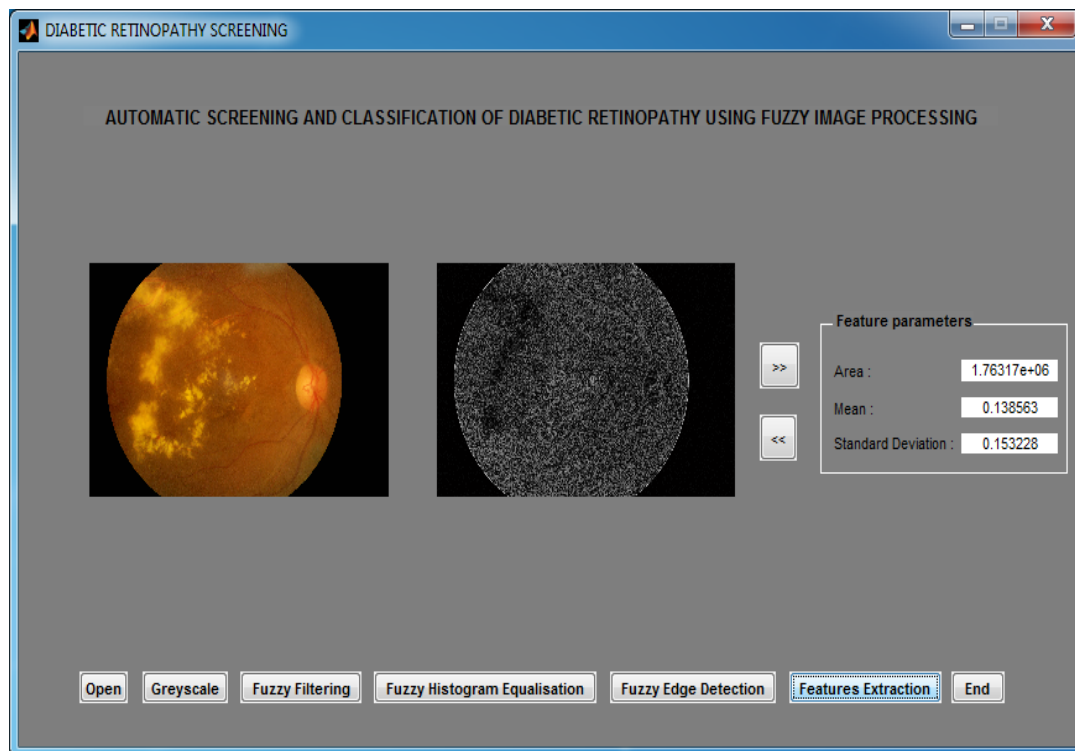 DIABETIC RETINOPATHY SCREENING
AUTOMATIC SCREENING AND CLASSIFICATION OF DIABETIC RETINOPATHY USING FUZZY IMAGE PROCESSING
>>
<<
Feature parameters
Area : 1.76317e+06
Mean : 0.138563
Standard Deviation : 0.153228
Open Greyscale Fuzzy Filtering Fuzzy Histogram Equalisation Fuzzy Edge Detection Features Extraction End